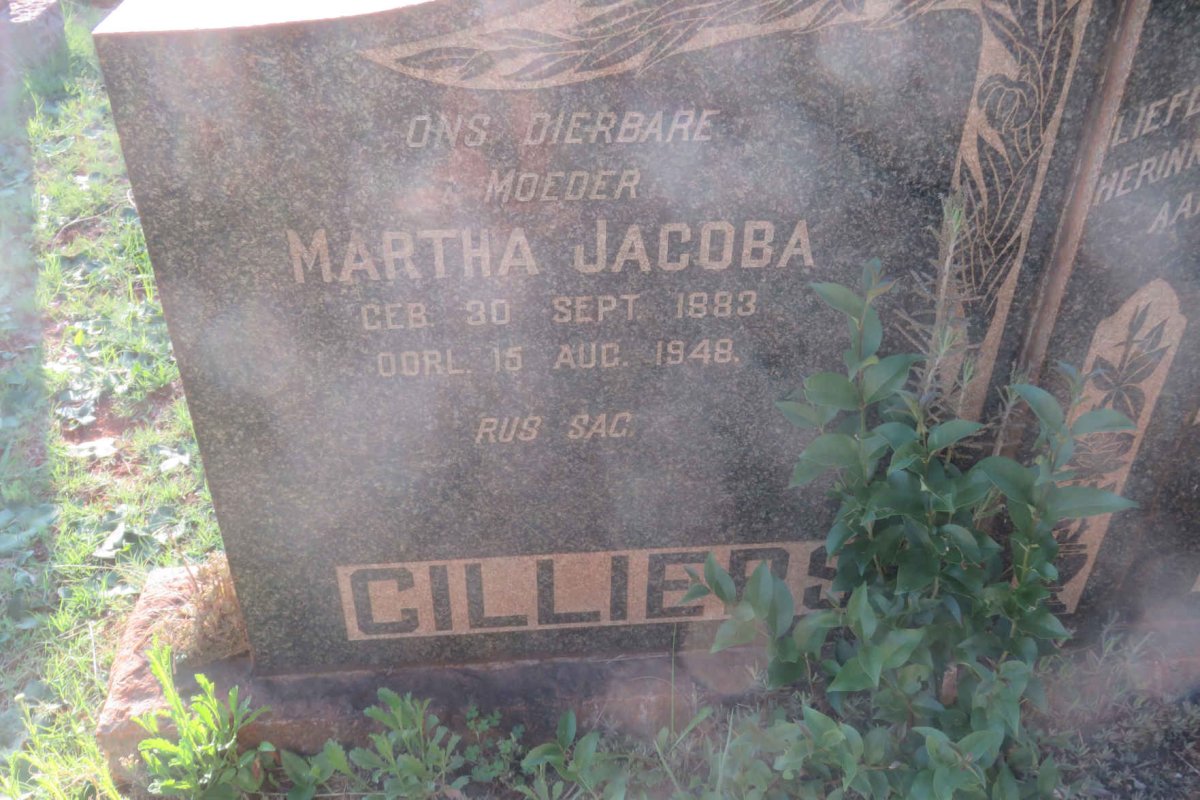 ONS DIERBARE
MOEDER
MARTHA JACOBA
GEB. 30 SEPT 1883
OORL. 15 AUG. 1948.
RUS SAG.
CILLIERS